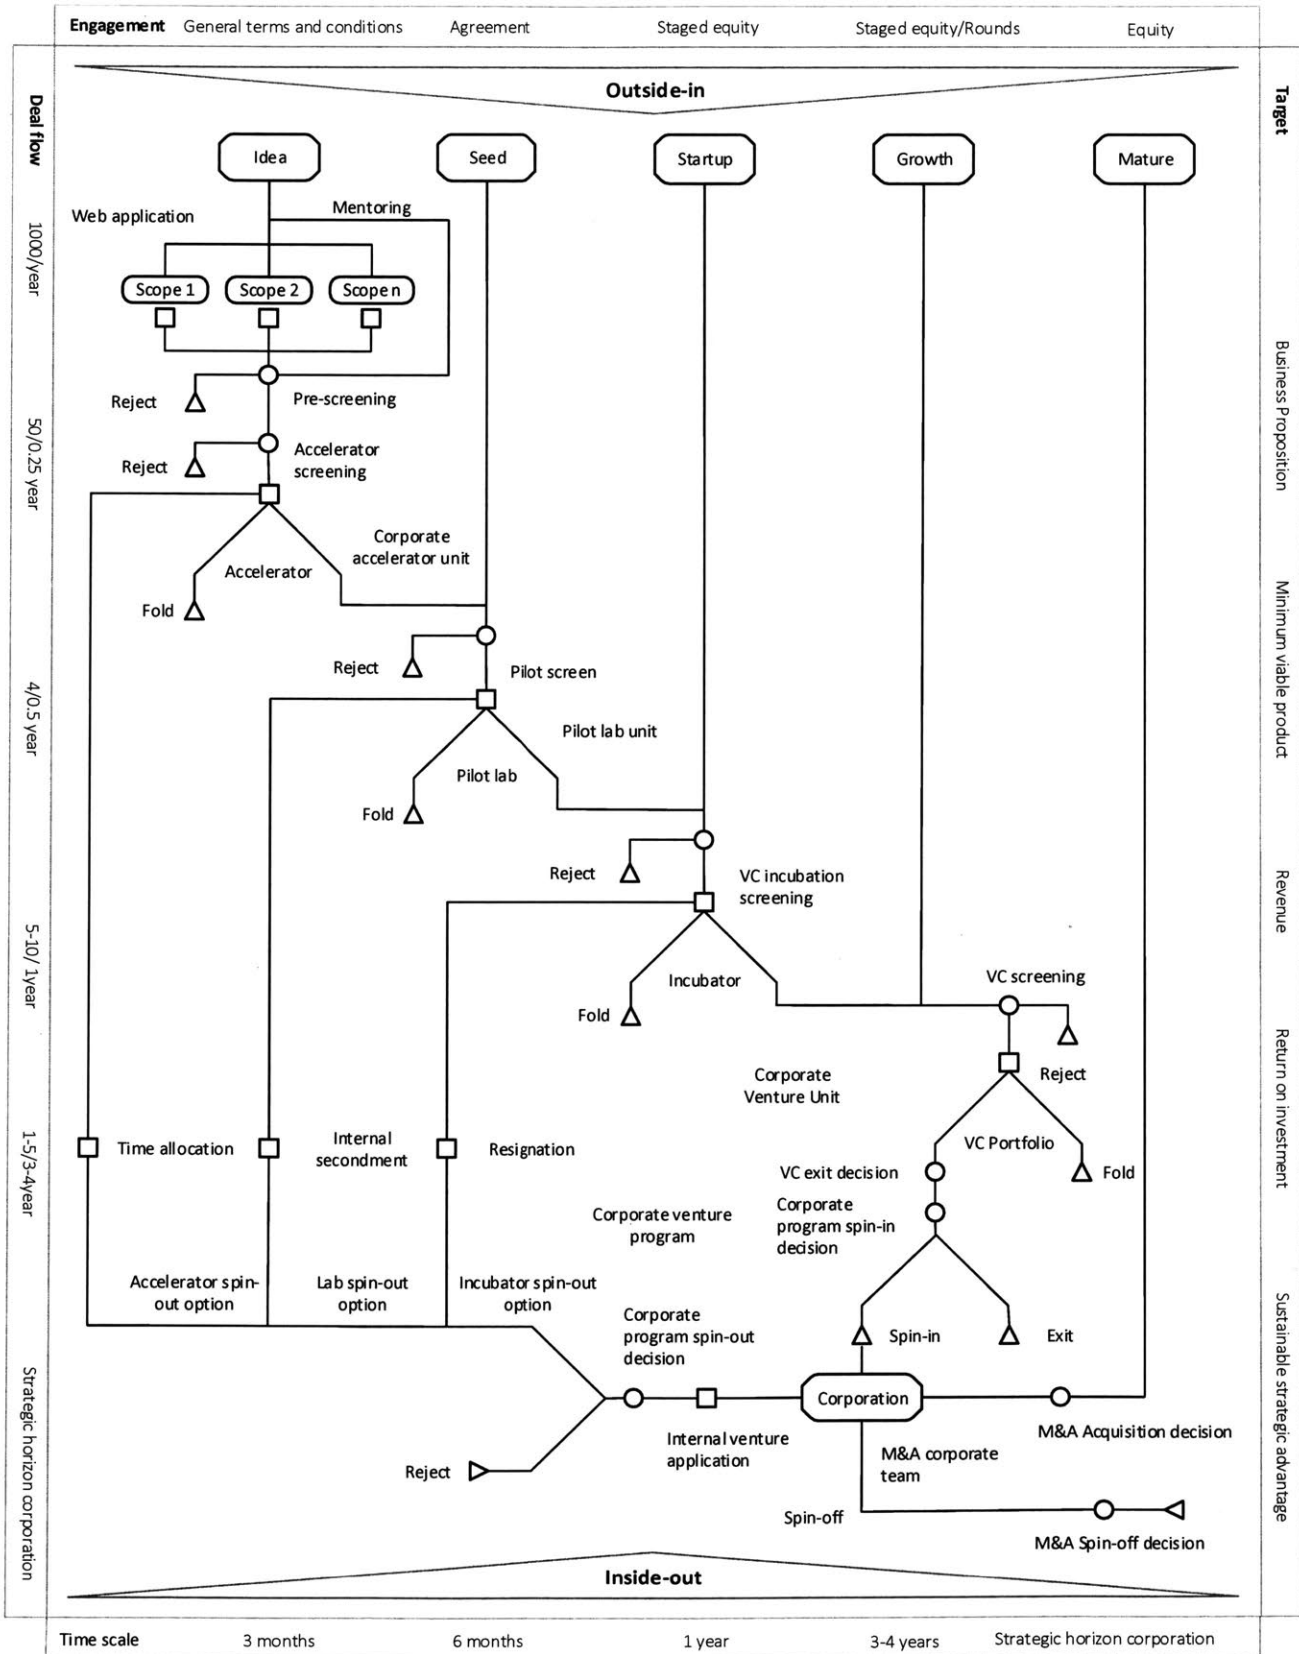 Engagement General terms and conditions Agreement Staged equity Staged equity/Rounds Equity
Outside-in
Deal flow
Target
Idea Seed Startup Growth Mature
Web application
Mentoring
1000/year
Scope 1 Scope 2 Scope n
Reject
Pre-screening
Business Proposition
50/0.25 year
Reject
Accelerator
screening
Corporate
accelerator unit
Accelerator
Fold
Minimum viable product
Reject
Pilot screen
4/0.5 year
Pilot lab unit
Pilot lab
Fold
Reject
VC incubation
screening
Revenue
5-10/ 1year
Incubator
VC screening
Fold
Corporate
Venture Unit
Reject
Return on investment
1-5/3-4year
Time allocation
Internal
secondment
Resignation
VC Portfolio
VC exit decision
Fold
Corporate venture
program
Corporate
program spin-in
decision
Accelerator spin-
out option
Lab spin-out
option
Incubator spin-out
option
Corporate
program spin-out
decision
Spin-in
Exit
Sustainable strategic advantage
Strategic horizon corporation
Corporation
Internal venture
application
M&A Acquisition decision
M&A corporate
team
Reject
Spin-off
M&A Spin-off decision
Inside-out
Time scale 3 months 6 months 1 year 3-4 years Strategic horizon corporation